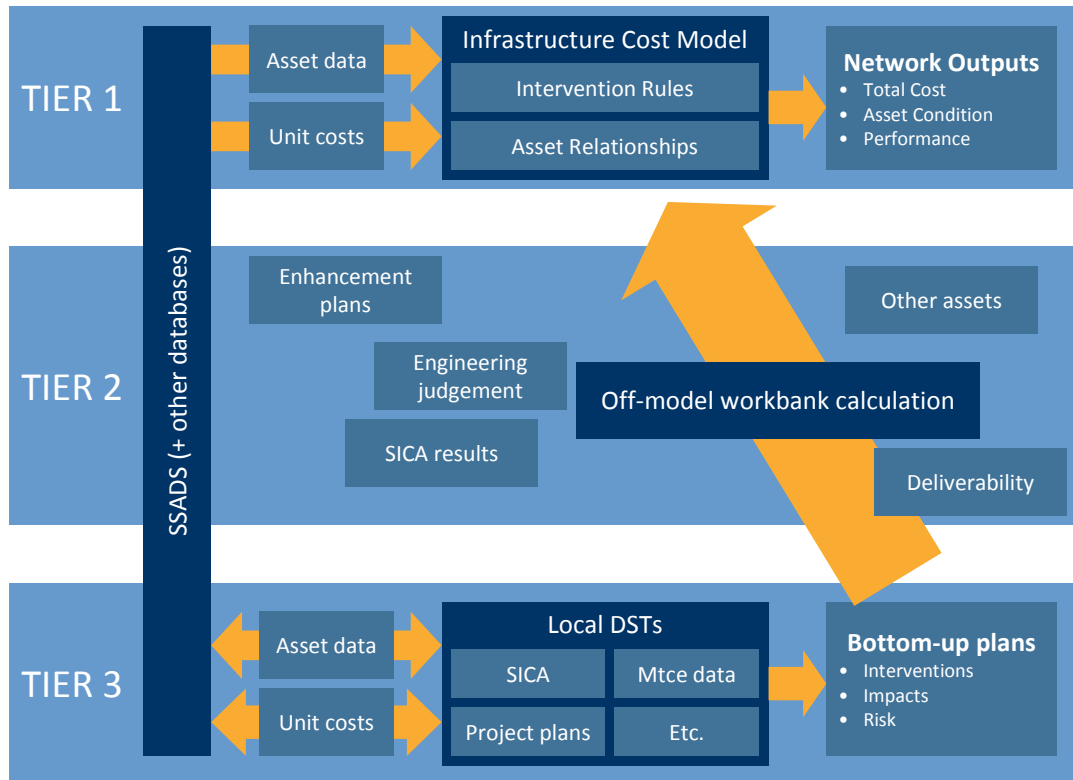 TIER 1
SSADS (+ other databases)
Asset data
Unit costs
Infrastructure Cost Model
Intervention Rules
Asset Relationships
Network Outputs
• Total Cost
• Asset Condition
• Performance
TIER 2
Enhancement
plans
Engineering
judgement
SICA results
Off-model workbank calculation
Other assets
Deliverability
TIER 3
Asset data
Unit costs
Local DSTs
SICA
Mtce data
Project plans
Etc.
Bottom-up plans
• Interventions
• Impacts
• Risk